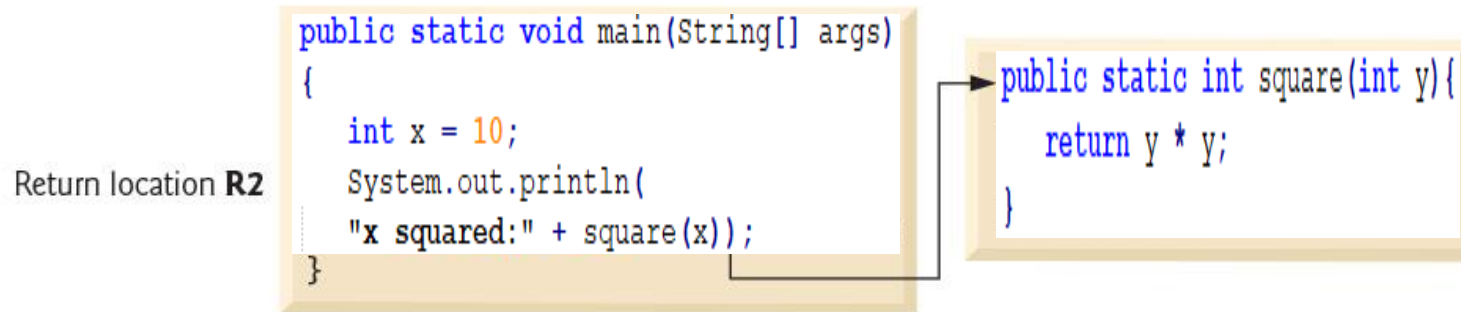 public static void main(String[] args)
{
int x = 10;
Return location R2
System.out.println(
"x squared:" + square(x));
}
public static int square(int y){
return y * y;
}